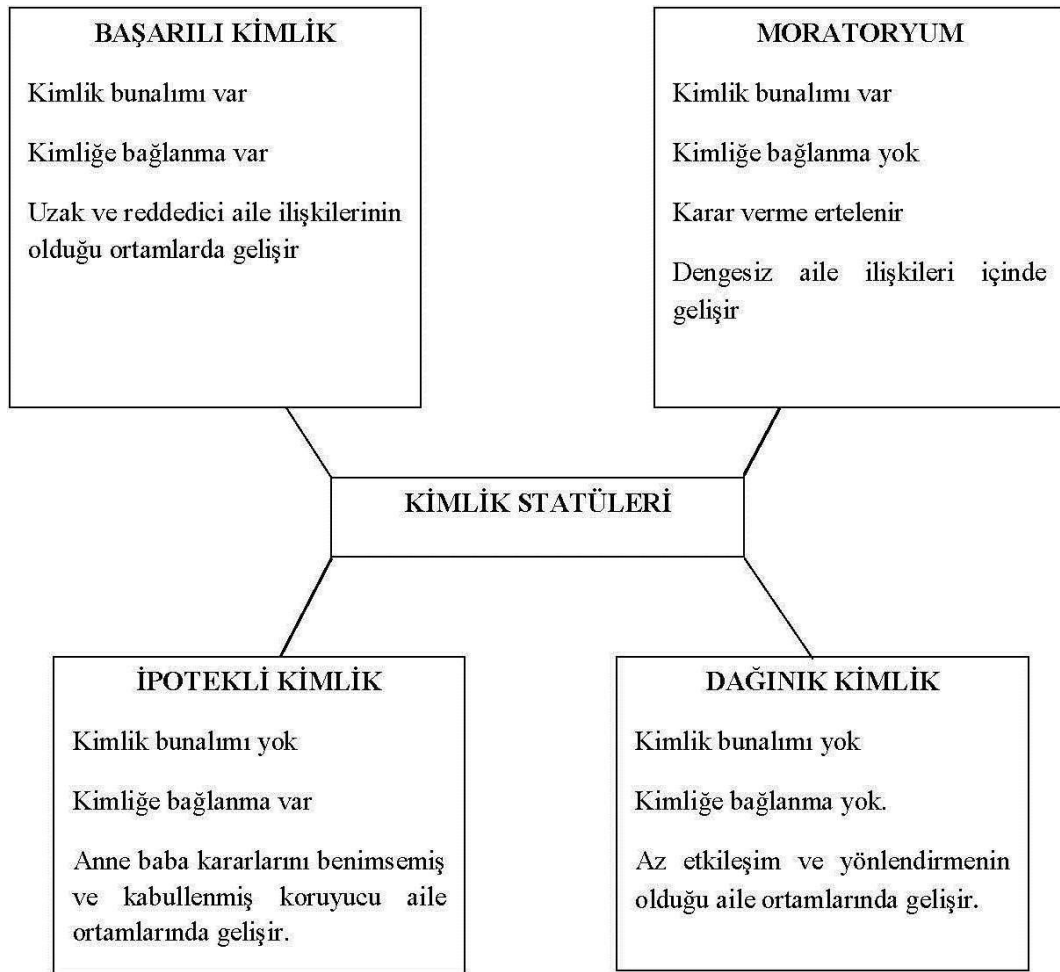 BAŞARILI KİMLİK
Kimlik bunalımı var
Kimliğe bağlanma var
Uzak ve reddedici aile ilişkilerinin
olduğu ortamlarda gelişir
MORATORYUM
Kimlik bunalımı var
Kimliğe bağlanma yok
Karar verme ertelenir
Dengesiz aile ilişkileri içinde
gelişir
KİMLİK STATÜLERİ
İPOTEKLİ KİMLİK
Kimlik bunalımı yok
Kimliğe bağlanma var
Anne baba kararlarını benimsemiş
ve kabullenmiş koruyucu aile
ortamlarında gelişir.
DAĞINIK KİMLİK
Kimlik bunalımı yok
Kimliğe bağlanma yok.
Az etkileşim ve yönlendirmenin
olduğu aile ortamlarında gelişir.